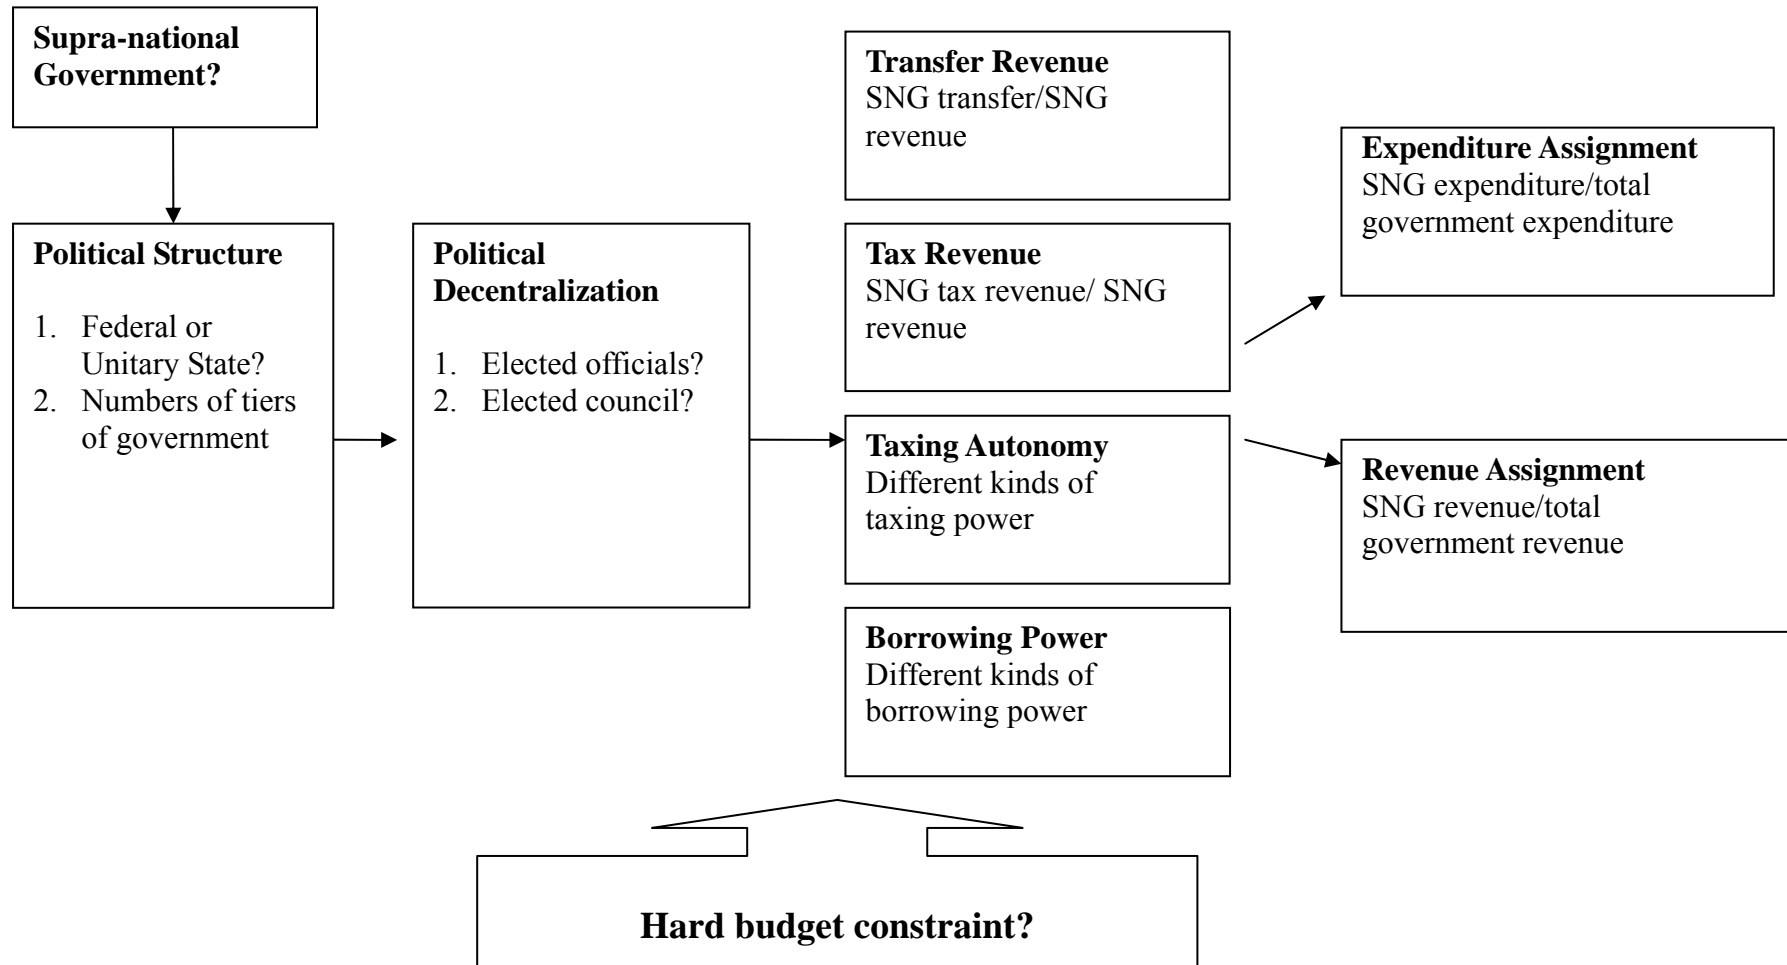 Supra-national
Government?
Political Structure
1. Federal or
Unitary State?
2. Numbers of tiers
of government
Political
Decentralization
1. Elected officials?
2. Elected council?
Transfer Revenue
SNG transfer/SNG
revenue
Tax Revenue
SNG tax revenue/ SNG
revenue
Taxing Autonomy
Different kinds of
taxing power
Borrowing Power
Different kinds of
borrowing power
Expenditure Assignment
SNG expenditure/total
government expenditure
Revenue Assignment
SNG revenue/total
government revenue
Hard budget constraint?